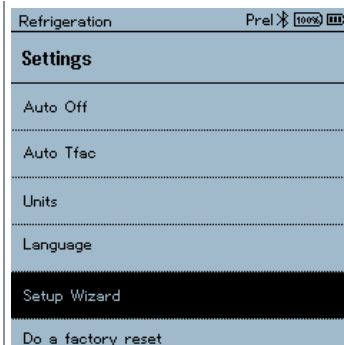 Refrigeration Prel 100%
Settings
Auto Off
Auto Tfac
Units
Language
Setup Wizard
Do a factory reset